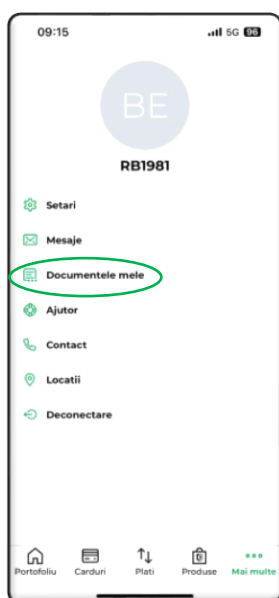 09:15 5G 96
BE
RB1981
Setari
Mesaje
Documentele mele
Ajutor
Contact
Locatii
Deconectare
Portofoliu Carduri Plati Produse Mai multe